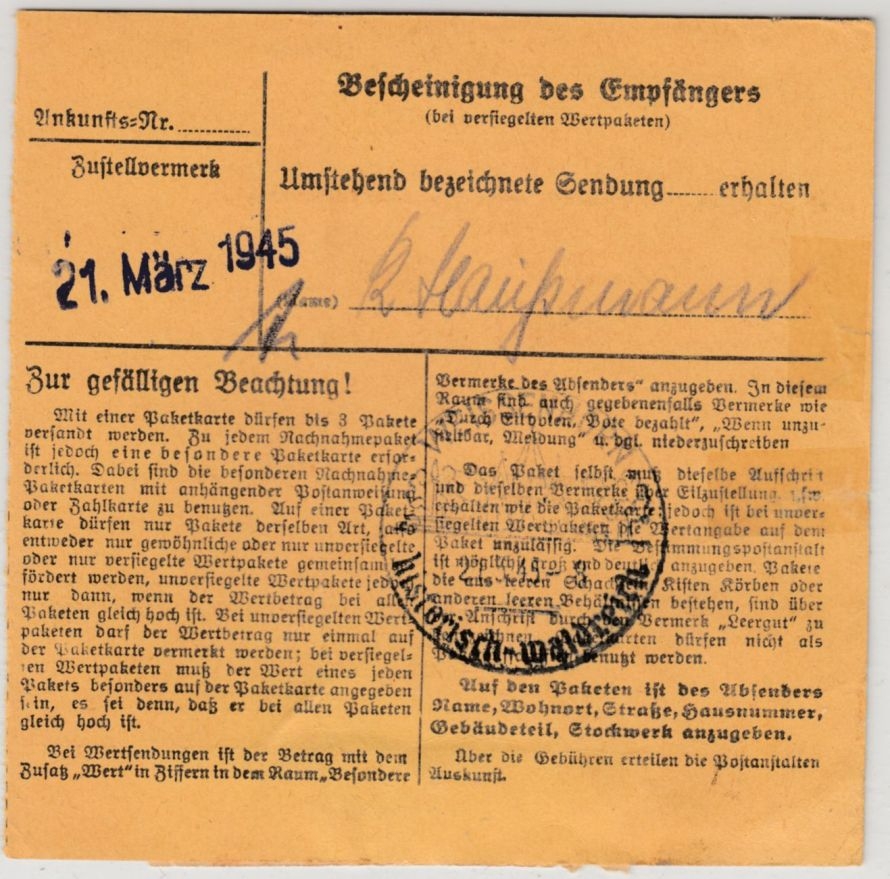 Ankunfts-Nr.
Zustellvermerk
21. März 1945
Bescheinigung des Empfängers
(bei versiegelten Wertpaketen)
Umstehend bezeichnete Sendung erhalten
(Name)
Zur gefälligen Beachtung!
Mit einer Paketkarte dürfen bis 3 Pakete
versandt werden. Zu jedem Nachnahmepaket
ist jedoch eine besondere Paketkarte erfor-
derlich. Dabei sind die besonderen Nachnahme-
Paketkarten mit anhängender Postanweisung
oder Zahlkarte zu benutzen. Auf einer Paket-
karte dürfen nur Pakete derselben Art, also
entweder nur gewöhnliche oder nur unversiegelte
oder nur versiegelte Wertpakete gemeinsam
fördert werden, unversiegelte Wertpakete jedoch
nur dann, wenn der Wertbetrag bei allen
Paketen gleich hoch ist. Bei unversiegelten Wert-
paketen darf der Wertbetrag nur einmal auf
der Paketkarte vermerkt werden; bei versiegel-
ten Wertpaketen muß der Wert eines jeden
Pakets besonders auf der Paketkarte angegeben
sein, es sei denn, daß er bei allen Paketen
gleich hoch ist.
Bei Wertsendungen ist der Betrag mit dem
Zusatz „Wert“ in Ziffern in dem Raum „Besondere
Vermerke des Absenders“ anzugeben. In diesem
Raum sind auch gegebenenfalls Vermerke wie
„Durch Eilboten, Bote bezahlt“, „Wenn unzu-
stellbar, Meldung“ u. dgl. niederzuschreiben
Das Paket selbst muß dieselbe Aufschrift
und dieselben Vermerke über Eilzustellung usw.
erhalten wie die Paketkarte; jedoch ist bei unver-
siegelten Wertpaketen die Wertangabe auf dem
Paket unzulässig. Die Bestimmungspostanstalt
ist möglichst groß und deutlich anzugeben. Pakete
die aus leeren Schachteln Kisten Körben oder
anderen leeren Behältnissen bestehen, sind über
Anschrift durch den Vermerk „Leergut“ zu
dürfen nicht als
benutzt werden.
Auf den Paketen ist des Absenders
Name, Wohnort, Straße, Hausnummer,
Gebäudeteil, Stockwerk anzugeben.
Über die Gebühren erteilen die Postanstalten
Auskunft.